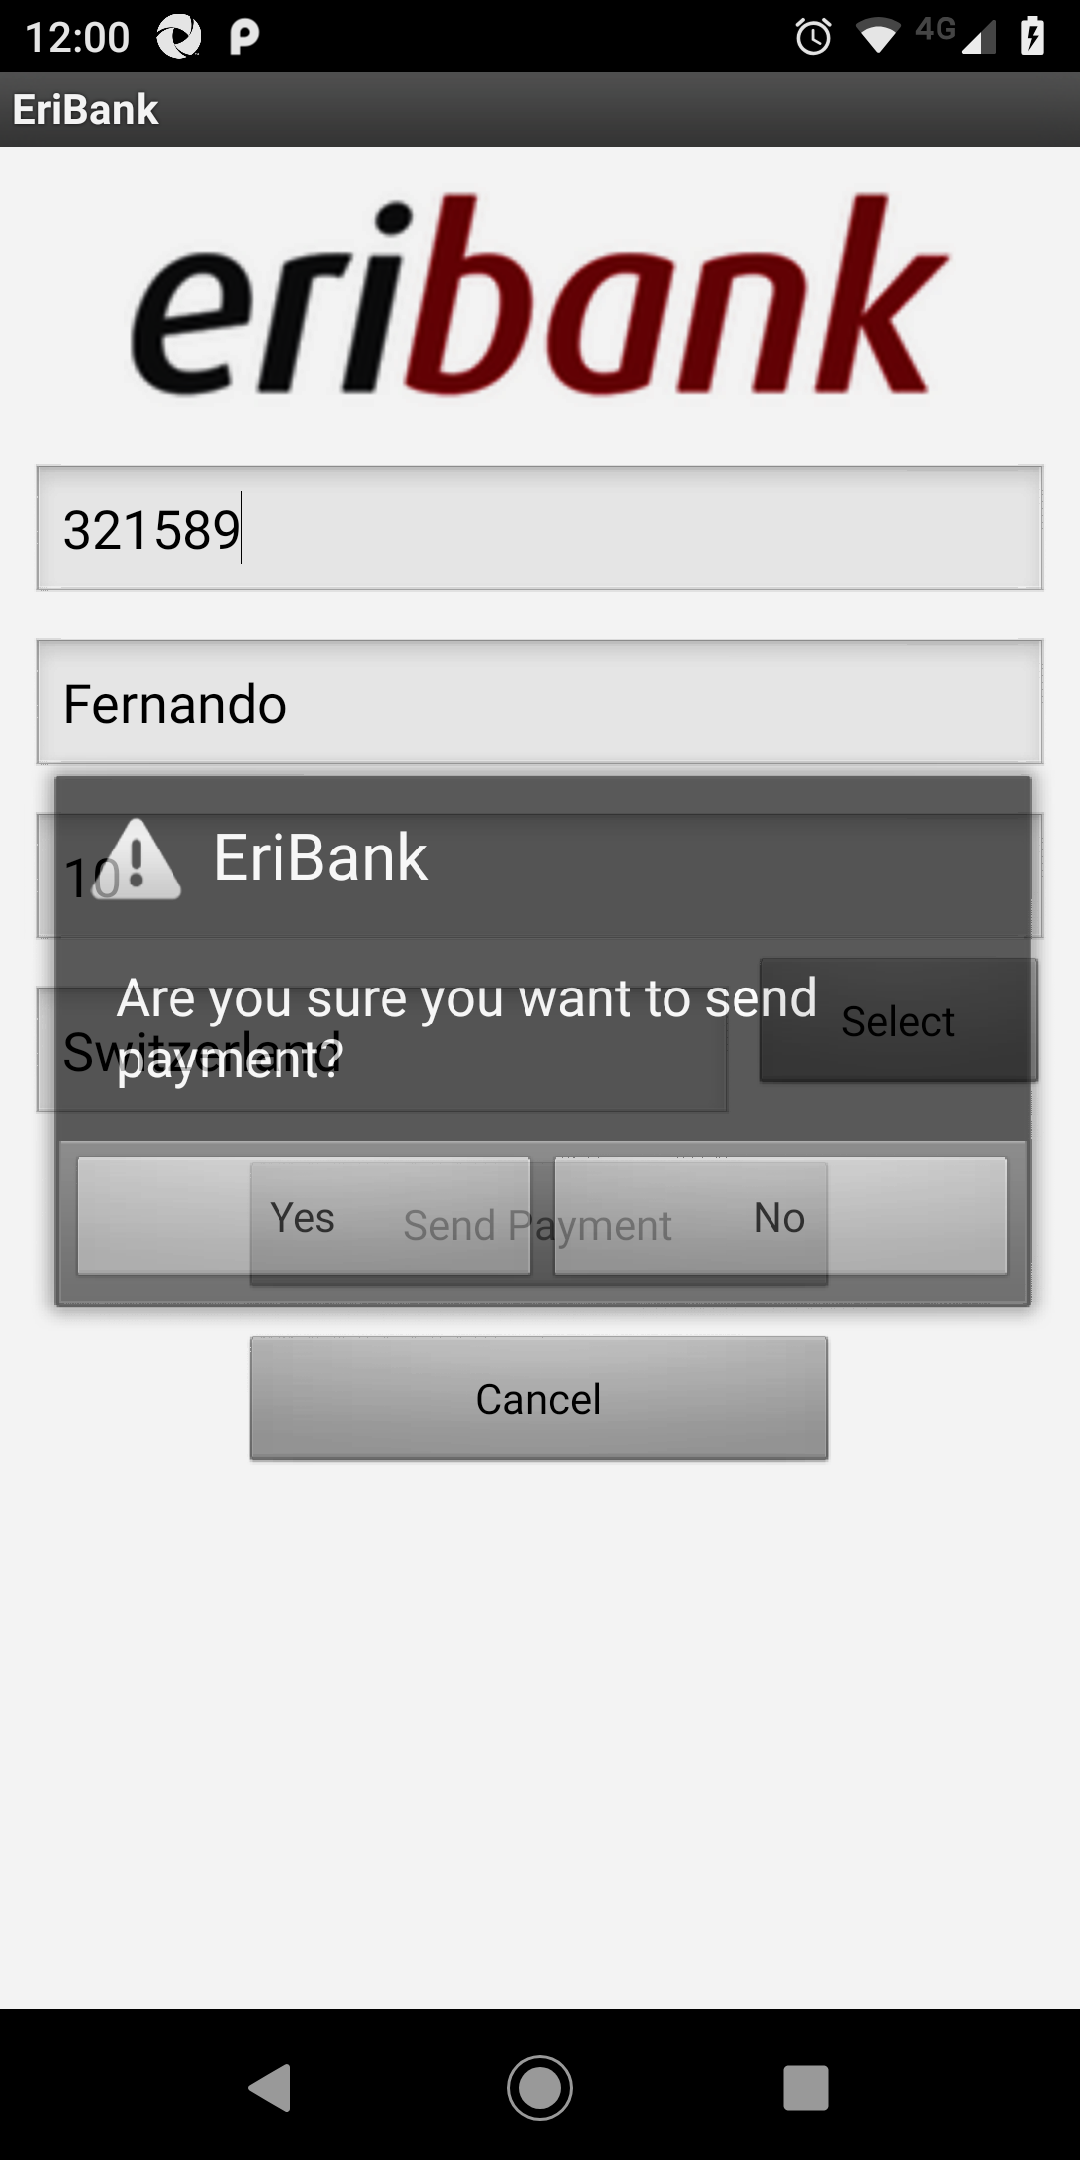 12:00
4G
EriBank
eribank
321589
Fernando
10
EriBank
Are you sure you want to send
payment?
Switzerland
Select
Yes
No
Send Payment
Cancel